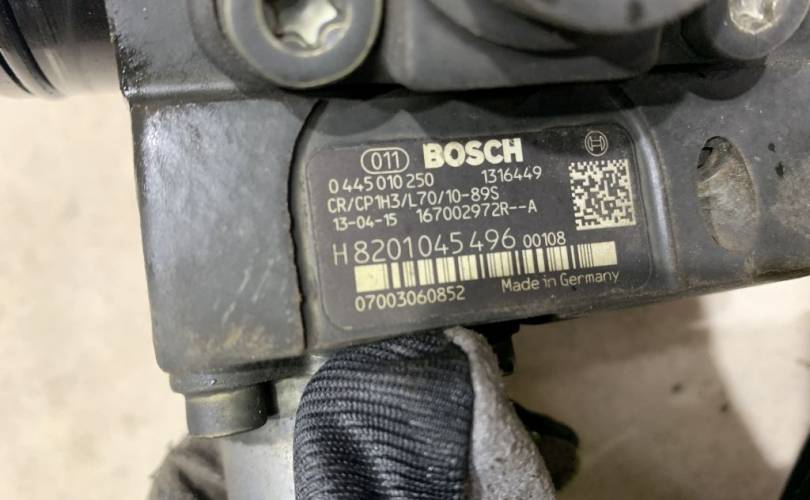 011 BOSCH
0 445 010 250 1316449
CR/CP1H3/L70/10-89S
13-04-15 167002972R--A
H8201045496 00108
07003060852 Made in Germany